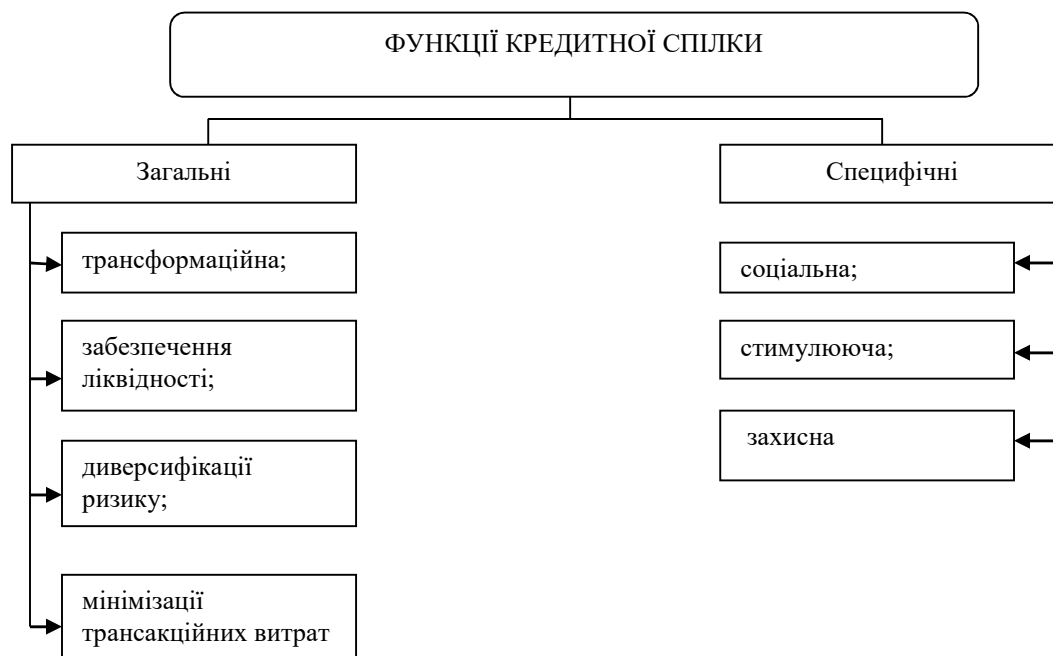 ФУНКЦІЇ КРЕДИТНОЇ СПІЛКИ
Загальні
трансформаційна;
забезпечення
ліквідності;
диверсифікації
ризику;
мінімізації
трансакційних витрат
Специфічні
соціальна;
стимулююча;
захисна